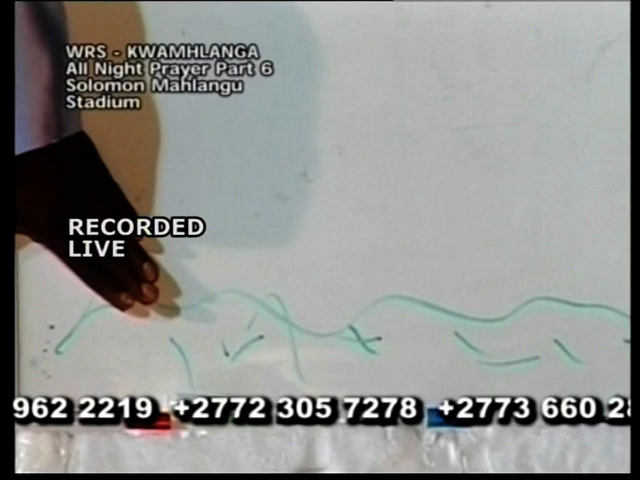 WRS - KWAMHLANGA
All Night Prayer Part 6
Solomon Mahlangu
Stadium
RECORDED
LIVE
962 2219 +2772 305 7278 +2773 660 28